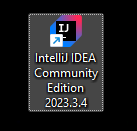 IJ
IntelliJ IDEA
Community
Edition
2023.3.4